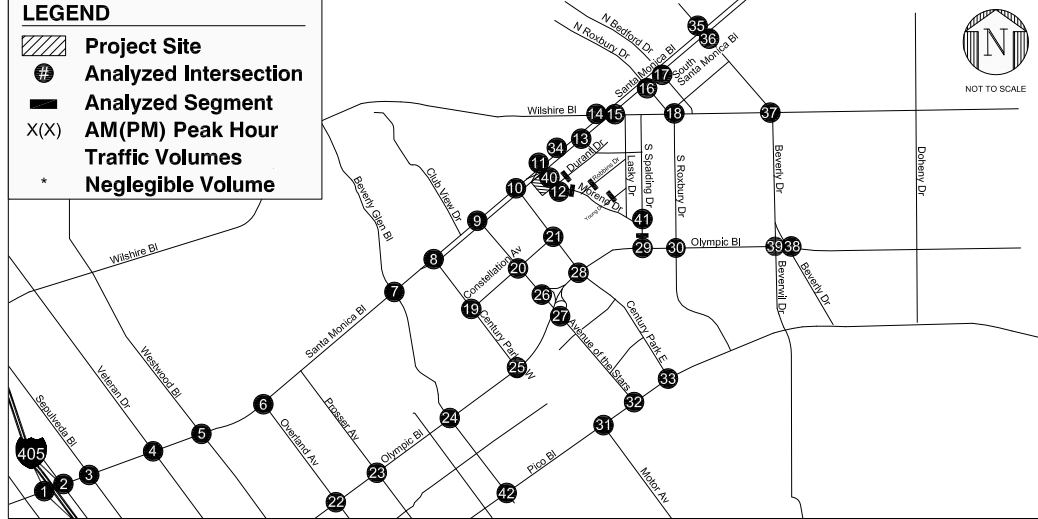 LEGEND
Project Site
# Analyzed Intersection
Analyzed Segment
X(X) AM(PM) Peak Hour
Traffic Volumes
* Neglegible Volume
N
NOT TO SCALE
35
36
N Bedford Dr
N Roxbury Dr
Santa Monica Bl
South
Santa Monica Bl
17
16
Wilshire Bl
14
15
18
37
13
34
11
Durant Dr
40
12
10
Robbins Dr
Moreno Dr
Lasky Dr
S Spalding Dr
S Roxbury Dr
Beverly Dr
Doheny Dr
Club View Dr
Beverly Glen Bl
9
41
21
29
30
Olympic Bl
39
38
8
Wilshire Bl
Constellation Av
20
28
7
26
19
27
Beverly Dr
Beverwil Dr
Century Park E
Century Park W
Avenue of the Stars
Santa Monica Bl
25
33
Westwood Bl
Veteran Dr
Prosser Av
6
32
24
31
5
Sepulveda Bl
Overland Av
Olympic Bl
405
4
Pico Bl
3
23
2
1
42
22
Motor Av